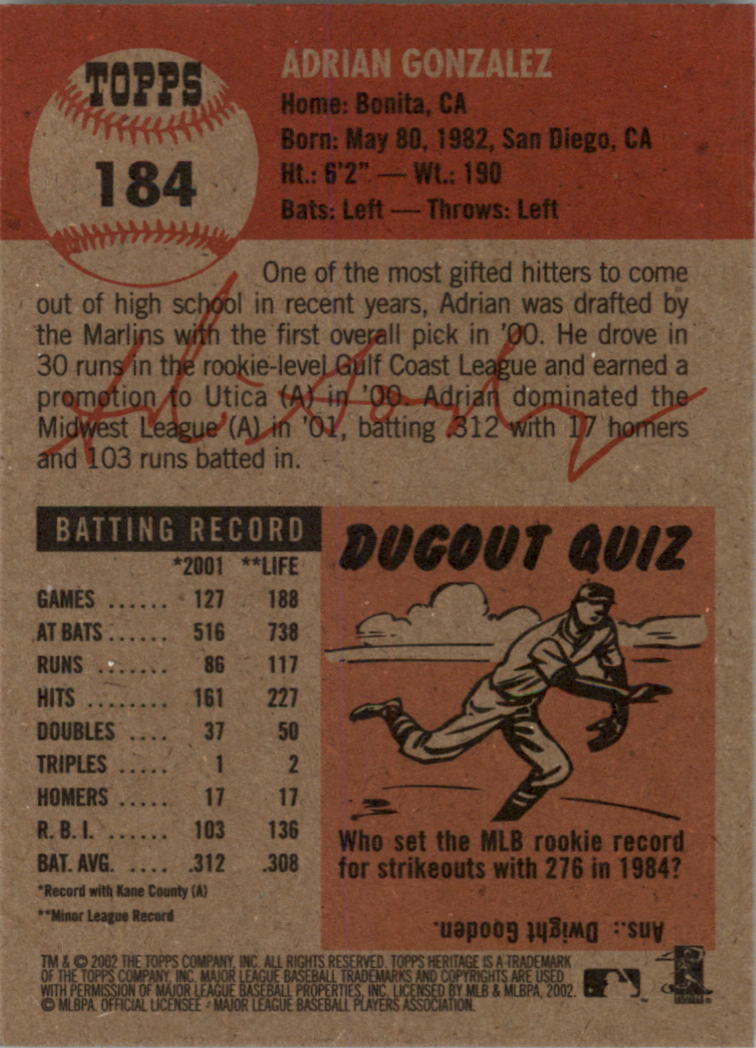 TOPPS
184
ADRIAN GONZALEZ
Home: Bonita, CA
Born: May 80, 1982, San Diego, CA
Ht.: 6'2" — Wt.: 190
Bats: Left — Throws: Left
One of the most gifted hitters to come
out of high school in recent years, Adrian was drafted by
the Marlins with the first overall pick in '00. He drove in
30 runs in the rookie-level Gulf Coast League and earned a
promotion to Utica (A) in '00. Adrian dominated the
Midwest League (A) in '01, batting .312 with 17 homers
and 103 runs batted in.
BATTING RECORD
*2001 **LIFE
GAMES ...... 127 188
AT BATS...... 516 738
RUNS ....... 86 117
HITS ........ 161 227
DOUBLES .... 37 50
TRIPLES ..... 1 2
HOMERS ..... 17 17
R.B.I. ...... 103 136
BAT. AVG. .... .312 .308
*Record with Kane County (A)
**Minor League Record
DUGOUT QUIZ
Who set the MLB rookie record
for strikeouts with 276 in 1984?
Ans.: Dwight Gooden.
TM & © 2002 THE TOPPS COMPANY, INC. ALL RIGHTS RESERVED. TOPPS HERITAGE IS A TRADEMARK
OF THE TOPPS COMPANY, INC. MAJOR LEAGUE BASEBALL TRADEMARKS AND COPYRIGHTS ARE USED
WITH PERMISSION OF MAJOR LEAGUE BASEBALL PROPERTIES, INC. LICENSED BY MLB & MLBPA, 2002.
© MLBPA. OFFICIAL LICENSEE - MAJOR LEAGUE BASEBALL PLAYERS ASSOCIATION.